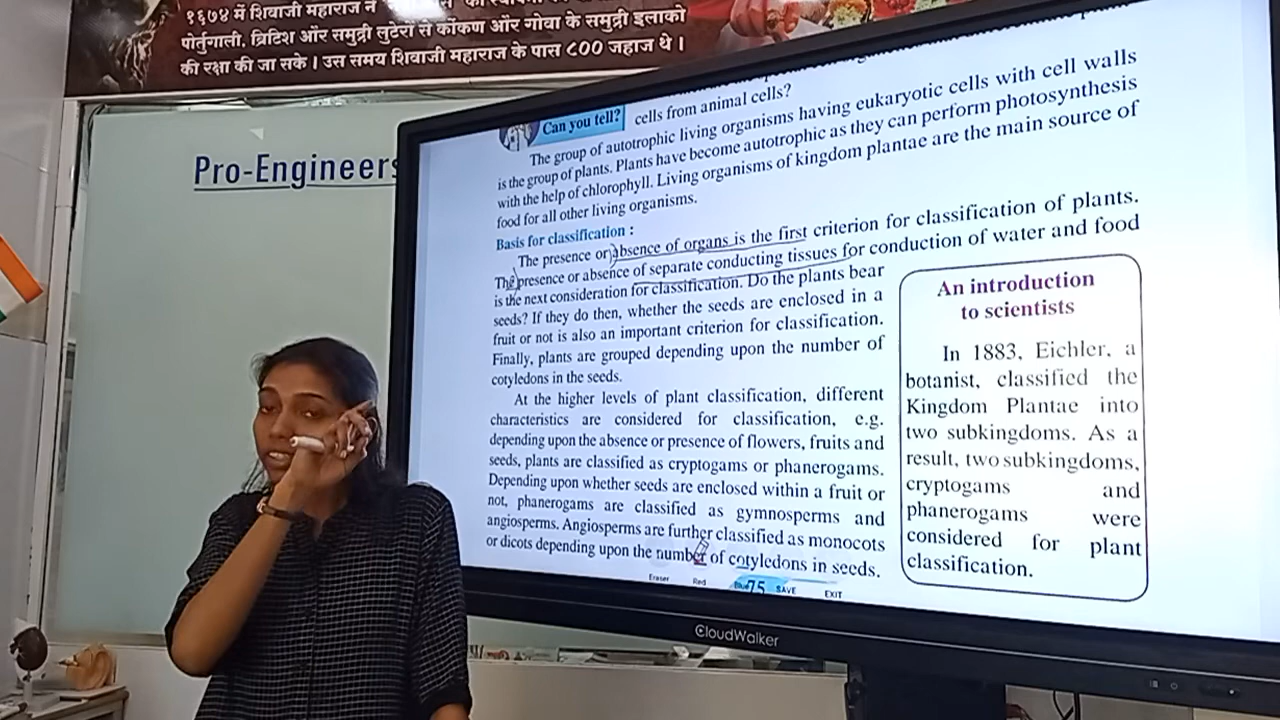 १६७४ में शिवाजी महाराज ने
पोर्तुगाली, ब्रिटिश और समुद्री लुटेरों से कोंकण और गोवा के समुद्री इलाको
की रक्षा की जा सके । उस समय शिवाजी महाराज के पास ८०० जहाज थे ।
Pro-Engineers
Can you tell?
cells from animal cells?
The group of autotrophic living organisms having eukaryotic cells with cell walls
is the group of plants. Plants have become autotrophic as they can perform photosynthesis
with the help of chlorophyll. Living organisms of kingdom plantae are the main source of
food for all other living organisms.
Basis for classification :
The presence or absence of organs is the first criterion for classification of plants.
The presence or absence of separate conducting tissues for conduction of water and food
is the next consideration for classification. Do the plants bear
seeds? If they do then, whether the seeds are enclosed in a
fruit or not is also an important criterion for classification.
Finally, plants are grouped depending upon the number of
cotyledons in the seeds.
At the higher levels of plant classification, different
characteristics are considered for classification, e.g.
depending upon the absence or presence of flowers, fruits and
seeds, plants are classified as cryptogams or phanerogams.
Depending upon whether seeds are enclosed within a fruit or
not, phanerogams are classified as gymnosperms and
angiosperms. Angiosperms are further classified as monocots
or dicots depending upon the number of cotyledons in seeds.
An introduction
to scientists
In 1883, Eichler, a
botanist, classified the
Kingdom Plantae into
two subkingdoms. As a
result, two subkingdoms,
cryptogams and
phanerogams were
considered for plant
classification.
Eraser Red Blue 75 SAVE EXIT
CloudWalker